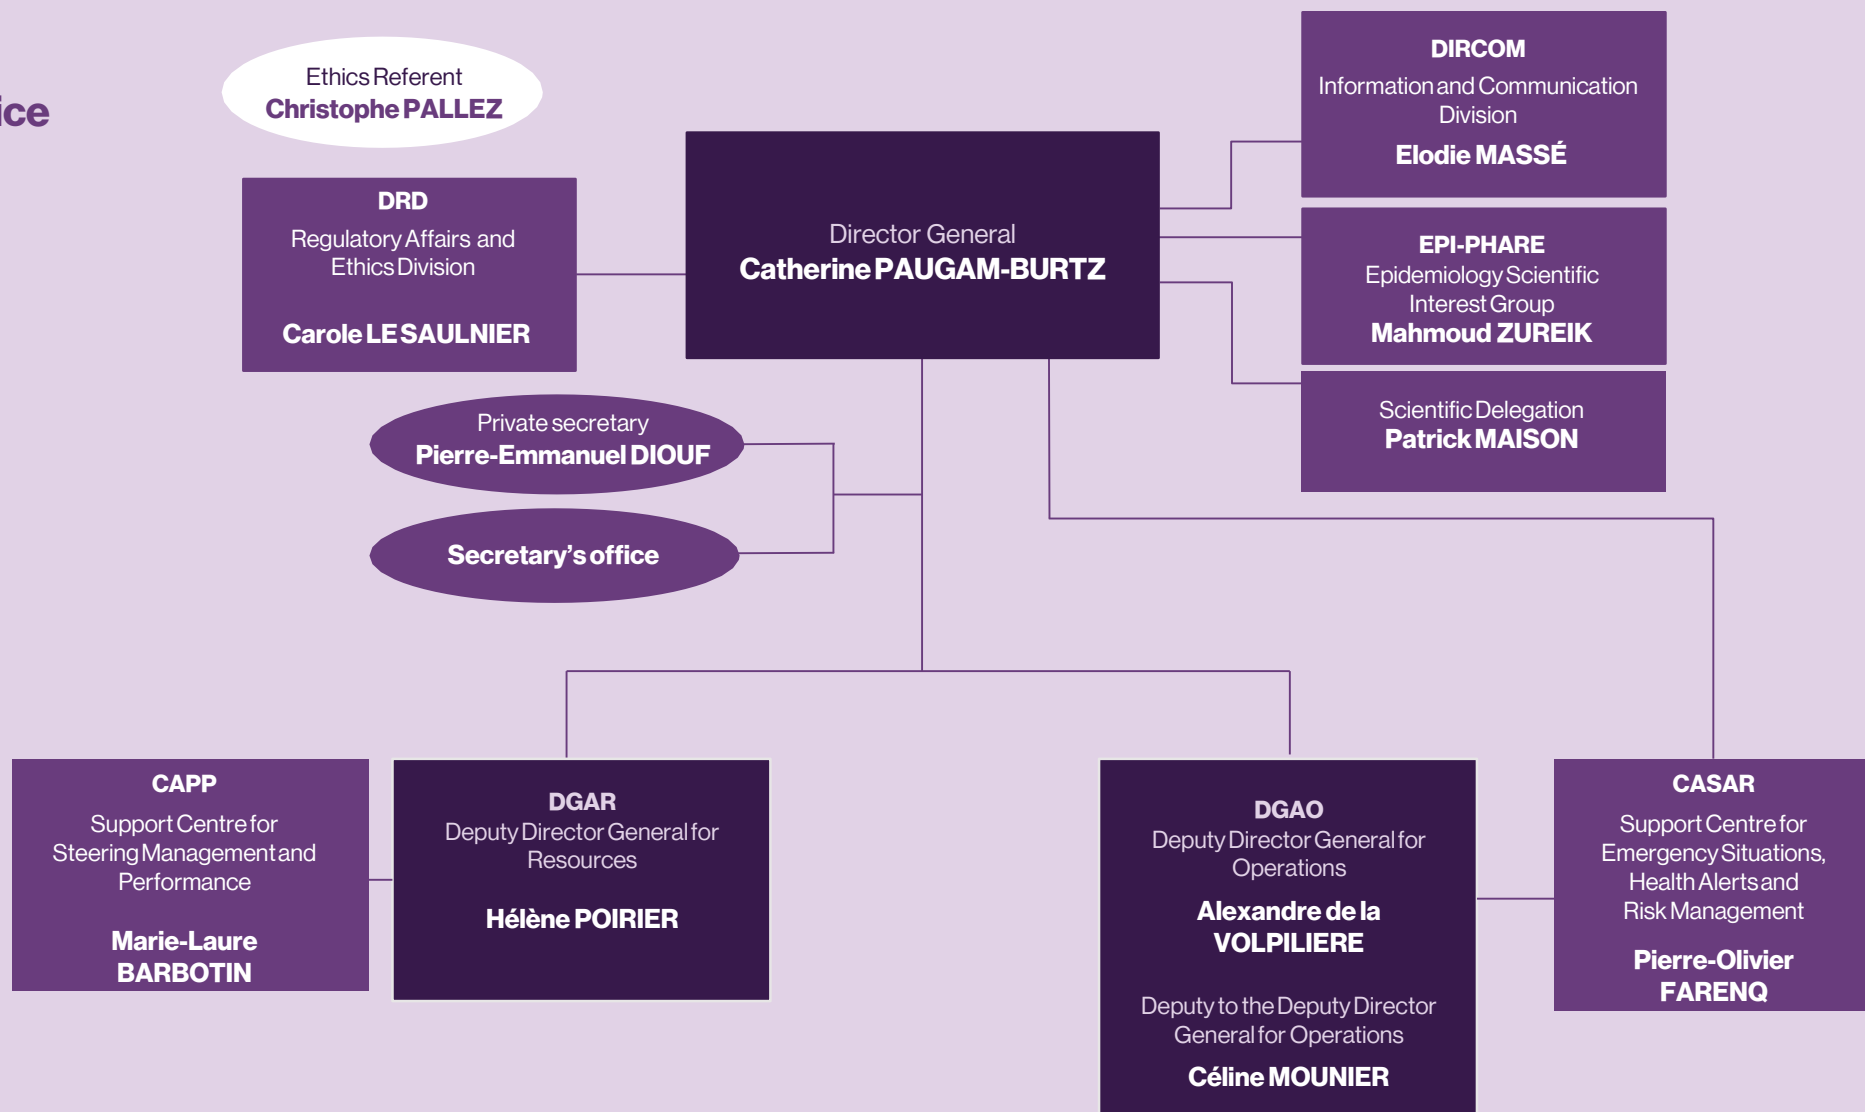 ice
Ethics Referent
Christophe PALLEZ
DRD
Regulatory Affairs and
Ethics Division
Carole LE SAULNIER
Director General
Catherine PAUGAM-BURTZ
DIRCOM
Information and Communication
Division
Elodie MASSÉ
EPI-PHARE
Epidemiology Scientific
Interest Group
Mahmoud ZUREIK
Scientific Delegation
Patrick MAISON
Private secretary
Pierre-Emmanuel DIOUF
Secretary’s office
CAPP
Support Centre for
Steering Management and
Performance
Marie-Laure
BARBOTIN
DGAR
Deputy Director General for
Resources
Hélène POIRIER
DGAO
Deputy Director General for
Operations
Alexandre de la
VOLPILIERE
Deputy to the Deputy Director
General for Operations
Céline MOUNIER
CASAR
Support Centre for
Emergency Situations,
Health Alerts and
Risk Management
Pierre-Olivier
FARENQ